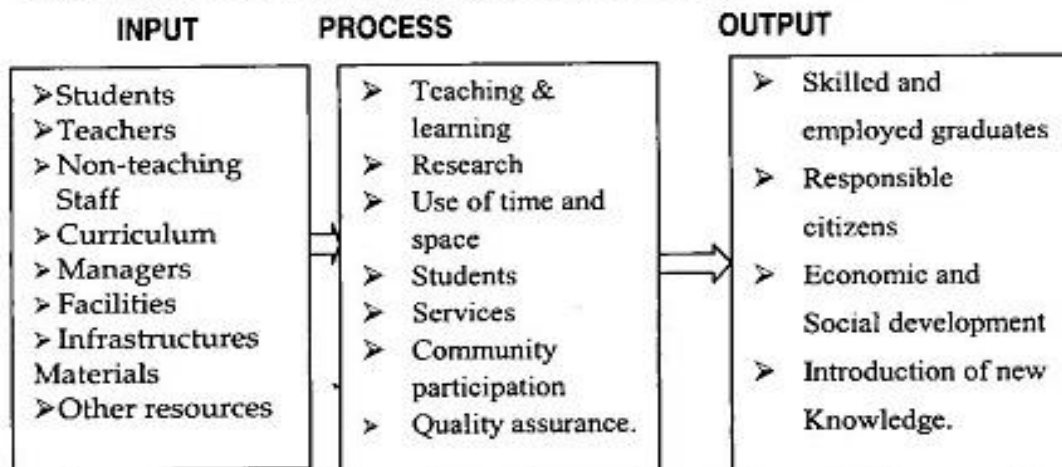 INPUT
PROCESS
OUTPUT
➢Students
➢Teachers
➢Non-teaching
Staff
➢Curriculum
➢Managers
➢Facilities
➢Infrastructures
Materials
➢Other resources
➢ Teaching &
learning
➢ Research
➢ Use of time and
space
➢ Students
➢ Services
➢ Community
participation
➢ Quality assurance.
➢ Skilled and
employed graduates
➢ Responsible
citizens
➢ Economic and
Social development
➢ Introduction of new
Knowledge.